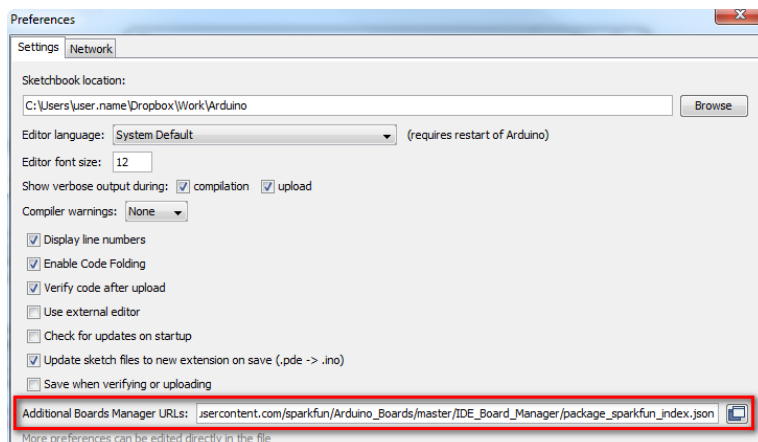 Preferences
Settings Network
Sketchbook location:
C:\Users\user.name\Dropbox\Work\Arduino Browse
Editor language: System Default (requires restart of Arduino)
Editor font size: 12
Show verbose output during: compilation upload
Compiler warnings: None
Display line numbers
Enable Code Folding
Verify code after upload
Use external editor
Check for updates on startup
Update sketch files to new extension on save (.pde -> .ino)
Save when verifying or uploading
Additional Boards Manager URLs: usercontent.com/sparkfun/Arduino_Boards/master/IDE_Board_Manager/package_sparkfun_index.json
More preferences can be edited directly in the file